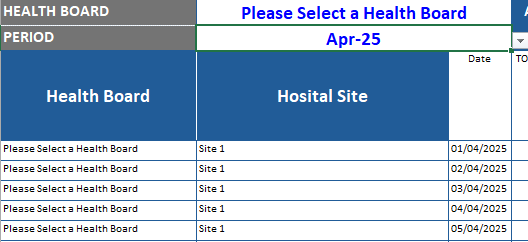 HEALTH BOARD Please Select a Health Board
PERIOD Apr-25
Health Board Hosital Site Date
Please Select a Health Board Site 1 01/04/2025
Please Select a Health Board Site 1 02/04/2025
Please Select a Health Board Site 1 03/04/2025
Please Select a Health Board Site 1 04/04/2025
Please Select a Health Board Site 1 05/04/2025